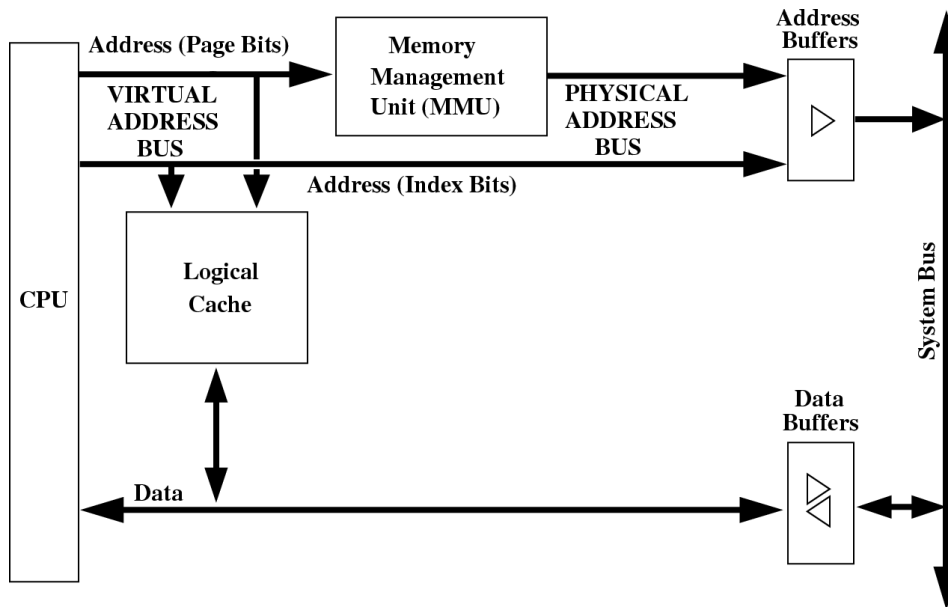 Address (Page Bits)
Memory
Management
Unit (MMU)
Address
Buffers
VIRTUAL
ADDRESS
BUS
PHYSICAL
ADDRESS
BUS
Address (Index Bits)
Logical
Cache
CPU
System Bus
Data
Buffers
Data